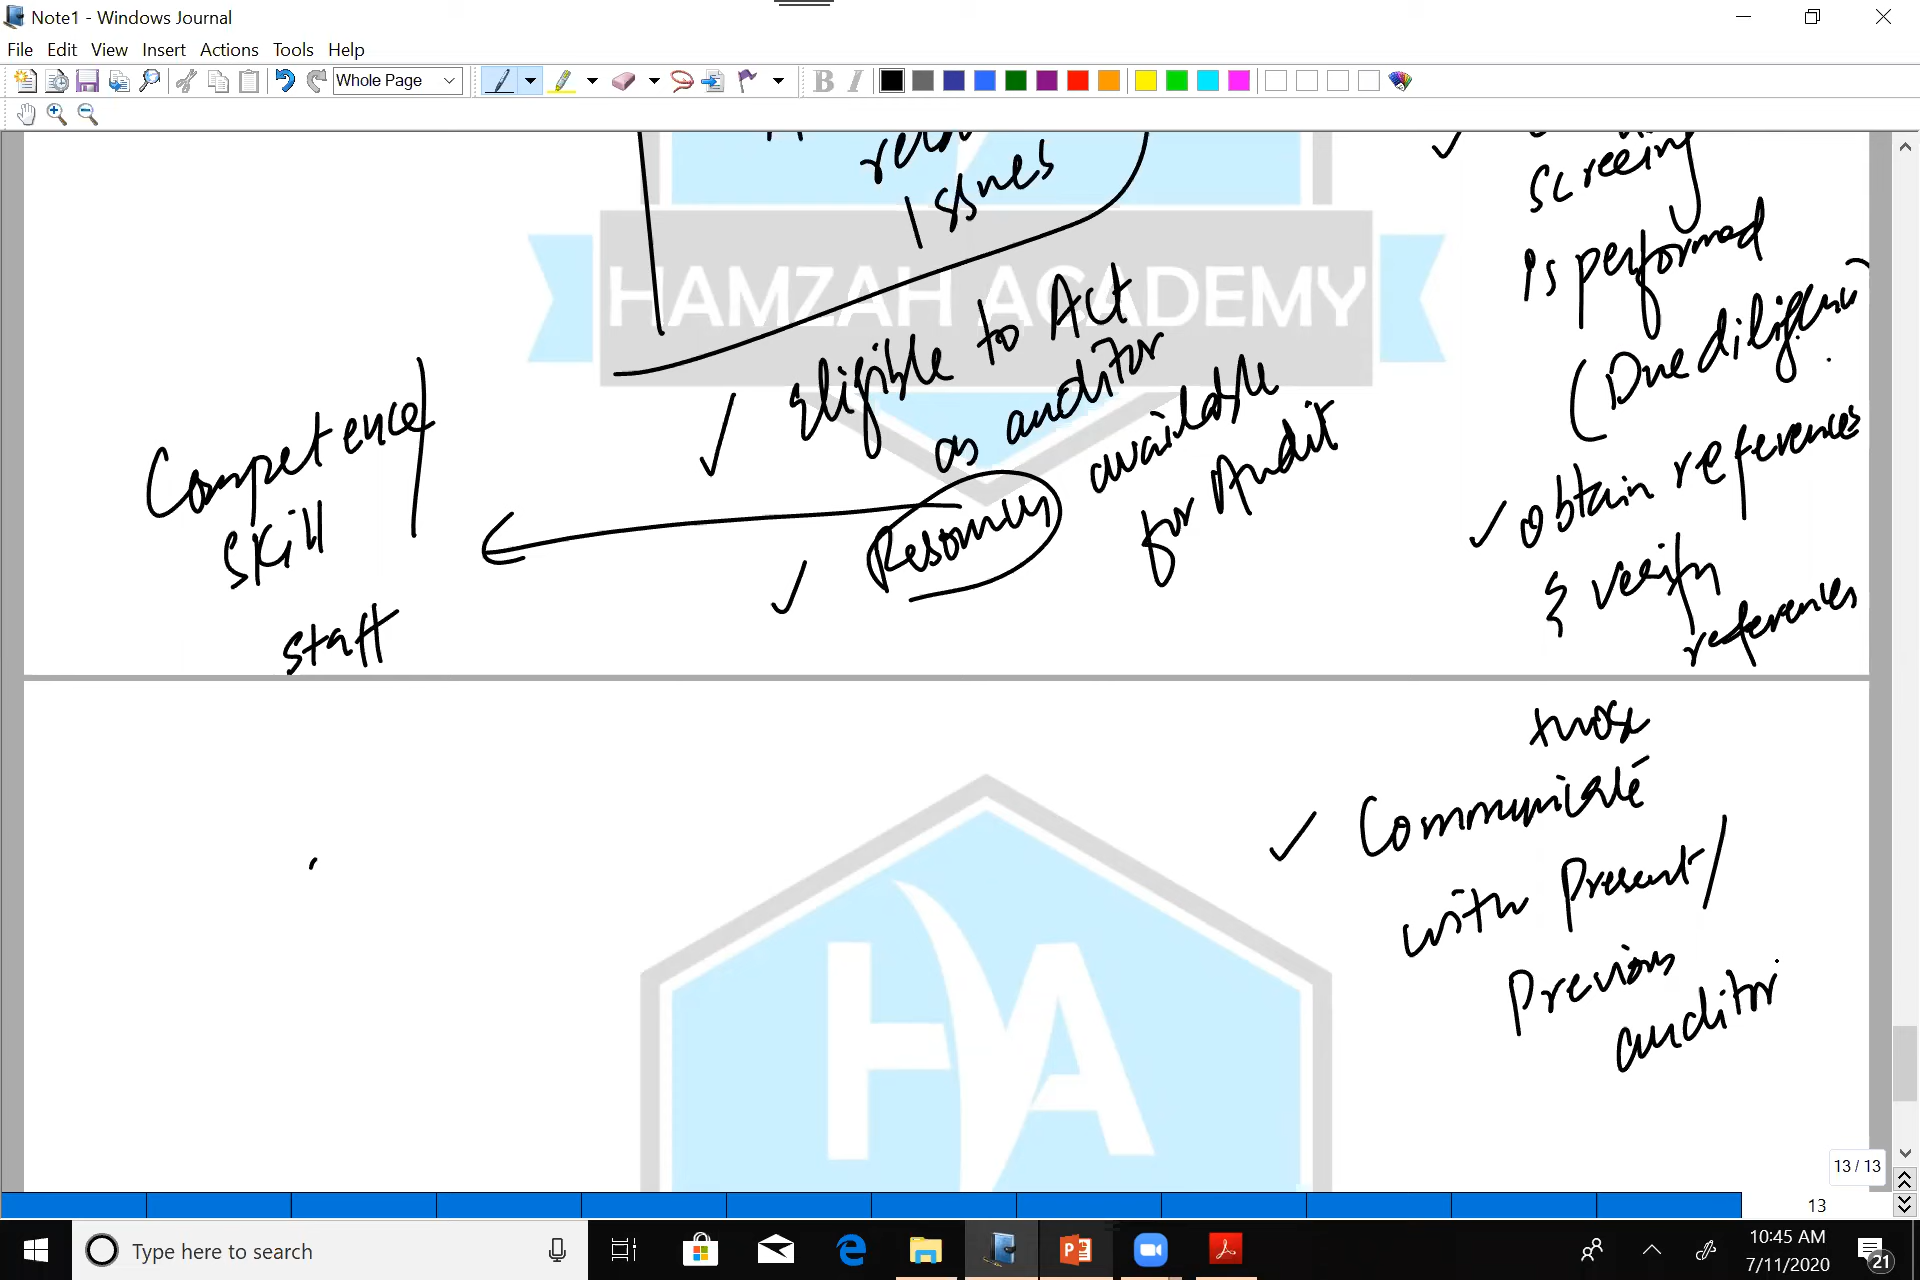 Note1 - Windows Journal
File Edit View Insert Actions Tools Help
Whole Page
B I
Issues
HAMZAH ACADEMY
Eligible to Act
as auditor
Resources available
for Audit
Competence/
skill
staff
screeing
is performed
(Due diligence
obtain references
& verify
references
Communicate
with Present/
Previous
auditor
HA
13 / 13
13
Type here to search
10:45 AM
7/11/2020
21